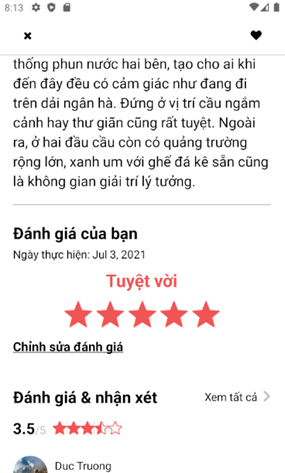 8:13
thống phun nước hai bên, tạo cho ai khi
đến đây đều có cảm giác như đang đi
trên dải ngân hà. Đứng ở vị trí cầu ngắm
cảnh hay thư giãn cũng rất tuyệt. Ngoài
ra, ở hai đầu cầu còn có quảng trường
rộng lớn, xanh um với ghế đá kê sẵn cũng
là không gian giải trí lý tưởng.
Đánh giá của bạn
Ngày thực hiện: Jul 3, 2021
Tuyệt vời
Chỉnh sửa đánh giá
Đánh giá & nhận xét Xem tất cả
3.5/5
Duc Truong